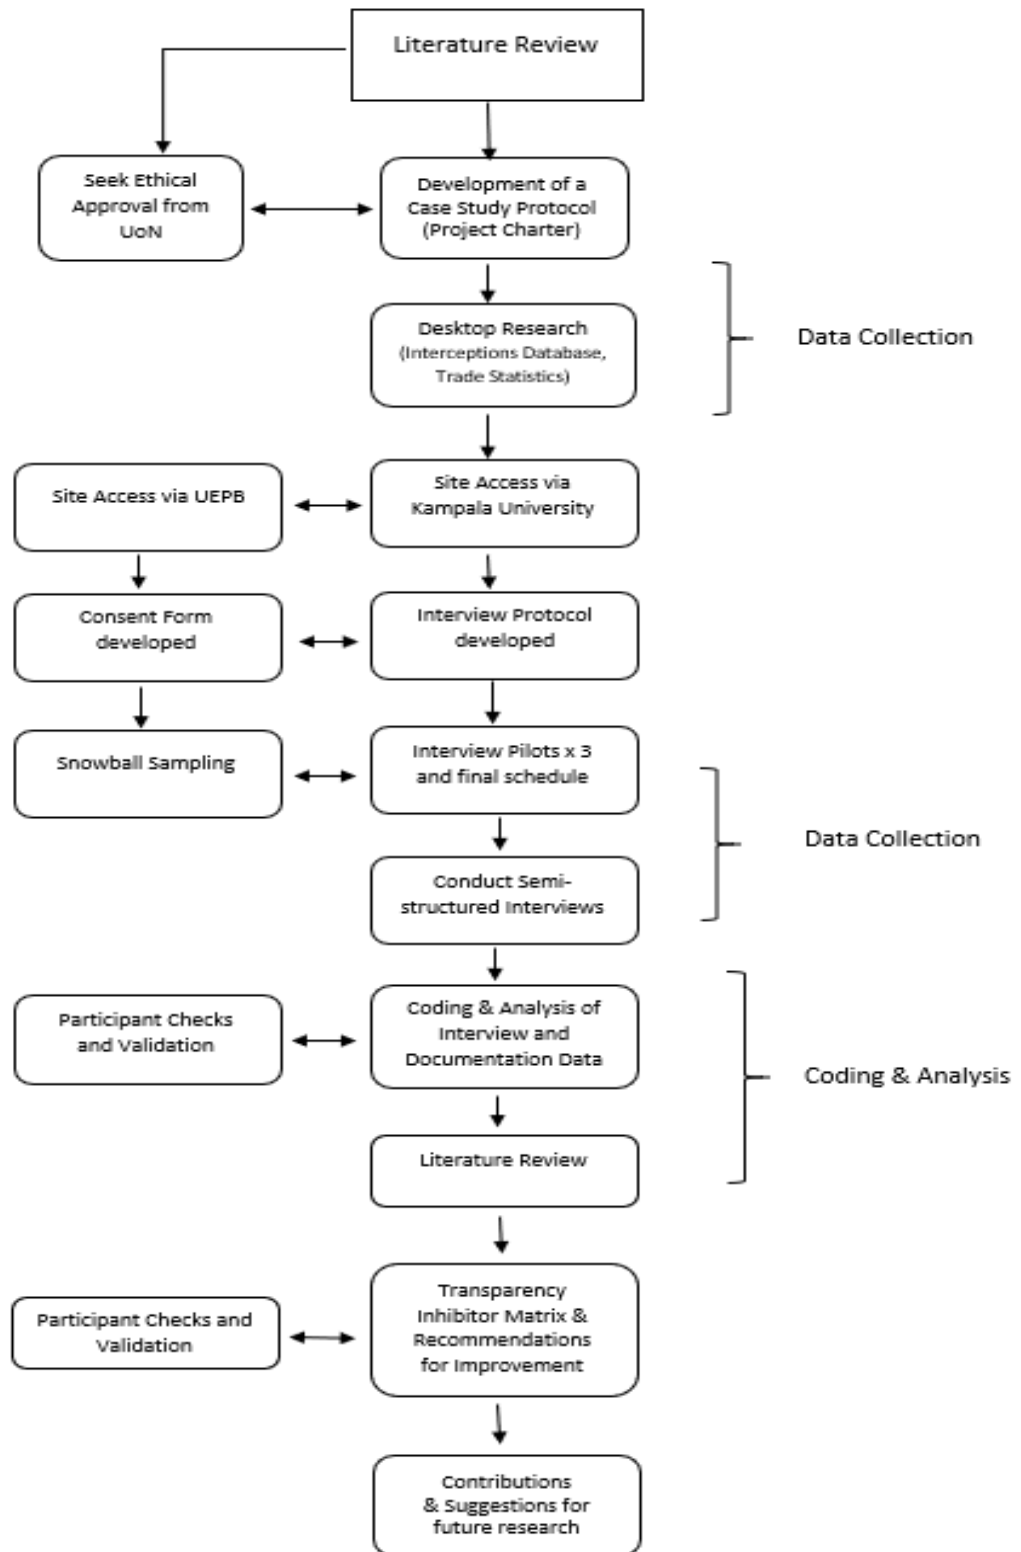 Literature Review
Seek Ethical
Approval from
UoN
Development of a
Case Study Protocol
(Project Charter)
Desktop Research
(Interceptions Database,
Trade Statistics)
Data Collection
Site Access via UEPB
Site Access via
Kampala University
Consent Form
developed
Interview Protocol
developed
Snowball Sampling
Interview Pilots x 3
and final schedule
Conduct Semi-
structured Interviews
Data Collection
Participant Checks
and Validation
Coding & Analysis of
Interview and
Documentation Data
Literature Review
Coding & Analysis
Participant Checks and
Validation
Transparency
Inhibitor Matrix &
Recommendations
for Improvement
Contributions
& Suggestions for
future research